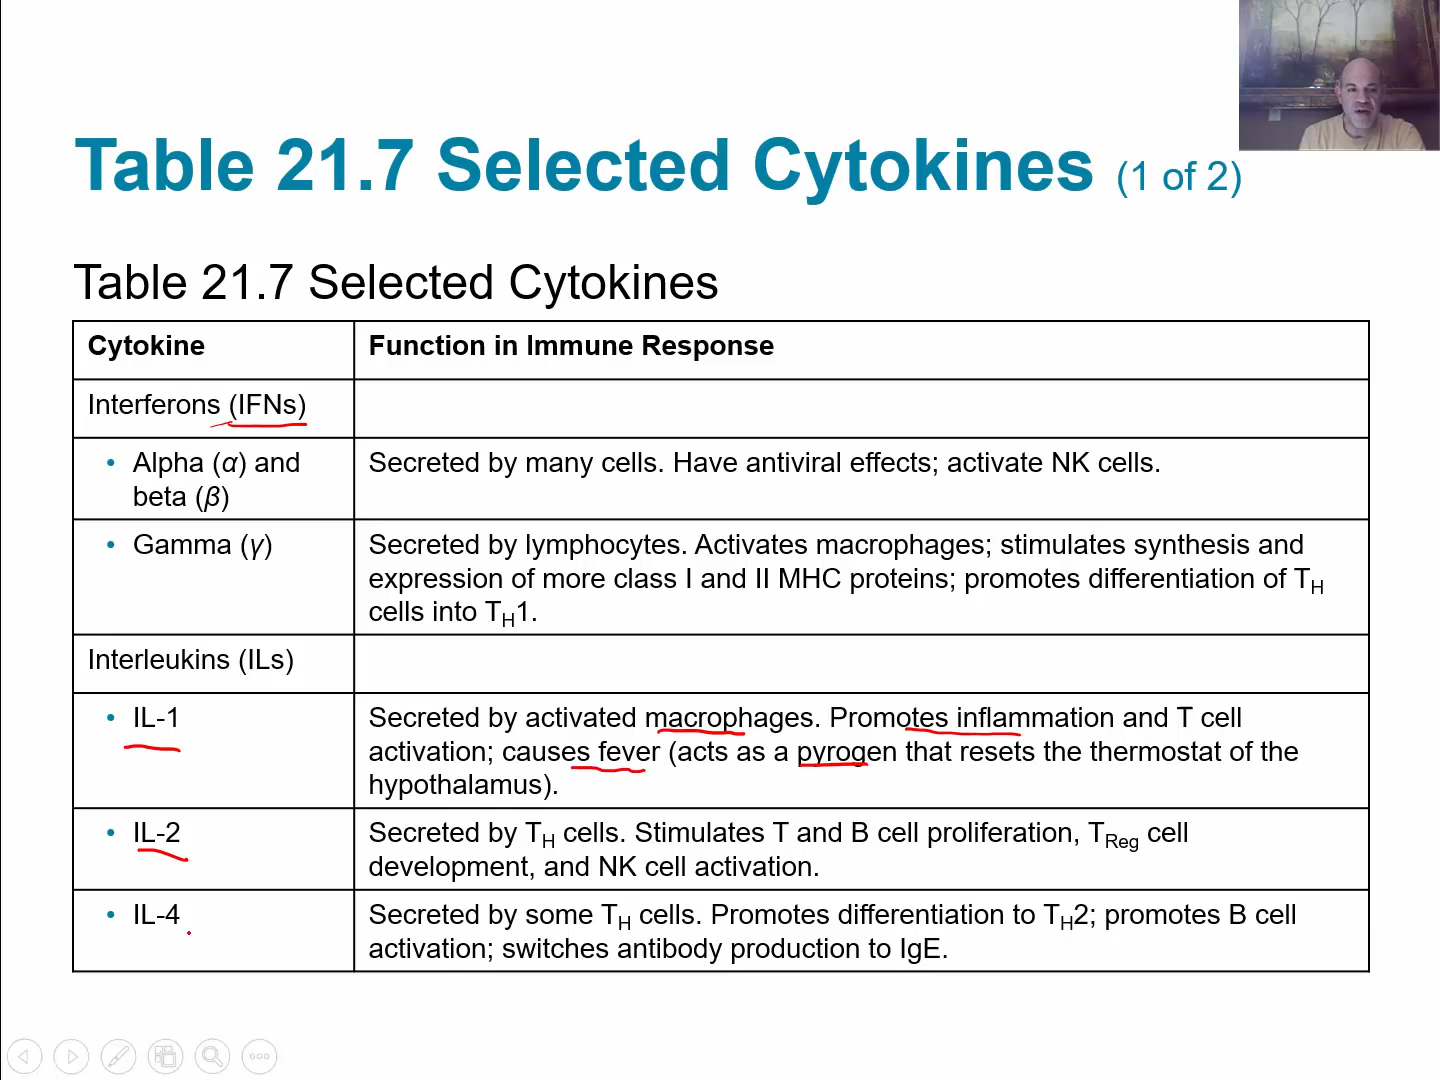 Table 21.7 Selected Cytokines (1 of 2)
Table 21.7 Selected Cytokines
Cytokine
Function in Immune Response
Interferons (IFNs)
• Alpha (α) and
beta (β)
Secreted by many cells. Have antiviral effects; activate NK cells.
• Gamma (γ)
Secreted by lymphocytes. Activates macrophages; stimulates synthesis and
expression of more class I and II MHC proteins; promotes differentiation of TH
cells into TH1.
Interleukins (ILs)
• IL-1
Secreted by activated macrophages. Promotes inflammation and T cell
activation; causes fever (acts as a pyrogen that resets the thermostat of the
hypothalamus).
• IL-2
Secreted by TH cells. Stimulates T and B cell proliferation, TReg cell
development, and NK cell activation.
• IL-4
Secreted by some TH cells. Promotes differentiation to TH2; promotes B cell
activation; switches antibody production to IgE.